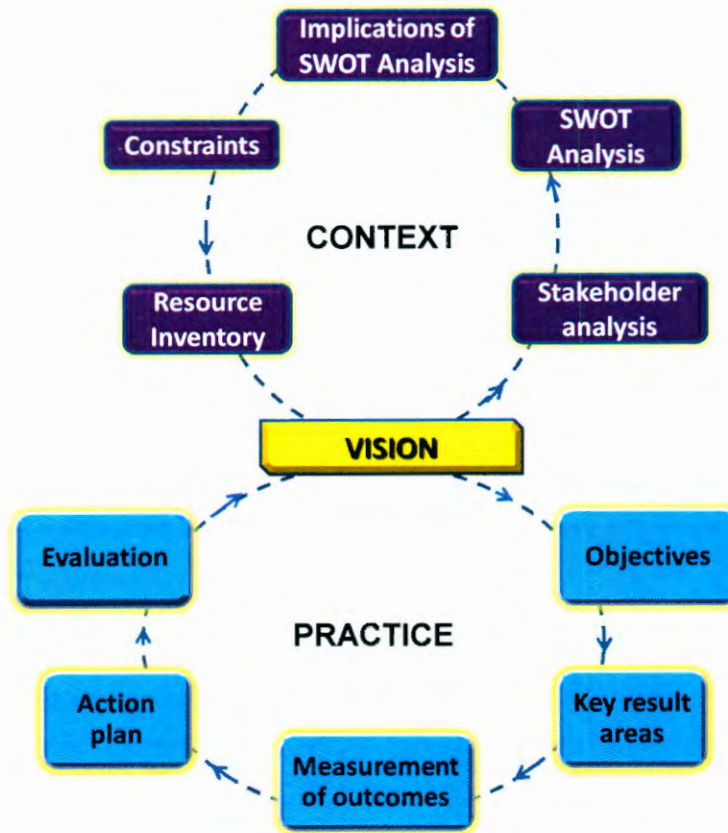 Implications of
SWOT Analysis
Constraints
SWOT
Analysis
CONTEXT
Resource
Inventory
Stakeholder
analysis
VISION
Evaluation
Objectives
PRACTICE
Action
plan
Key result
areas
Measurement
of outcomes